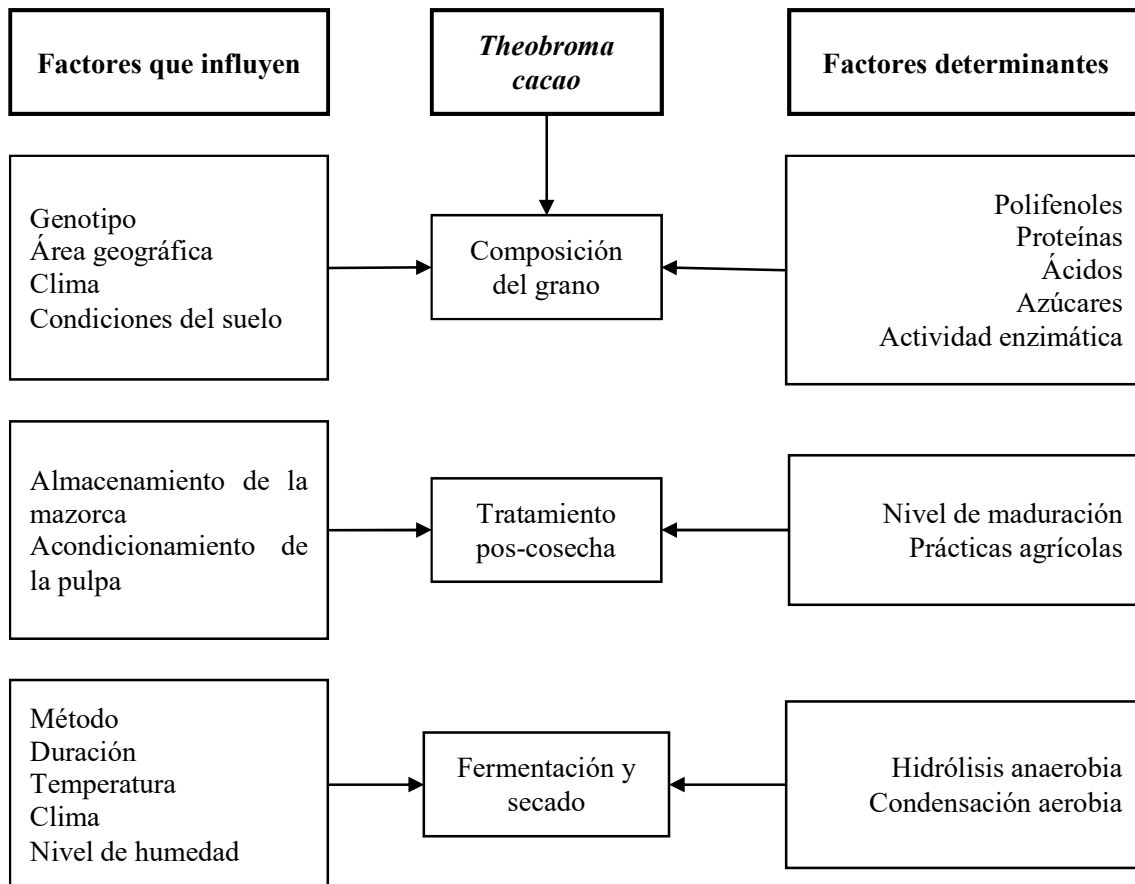 Factores que influyen
Theobroma
cacao
Factores determinantes
Genotipo
Área geográfica
Clima
Condiciones del suelo
Composición
del grano
Polifenoles
Proteínas
Ácidos
Azúcares
Actividad enzimática
Almacenamiento de la
mazorca
Acondicionamiento de
la pulpa
Tratamiento
pos-cosecha
Nivel de maduración
Prácticas agrícolas
Método
Duración
Temperatura
Clima
Nivel de humedad
Fermentación y
secado
Hidrólisis anaerobia
Condensación aerobia